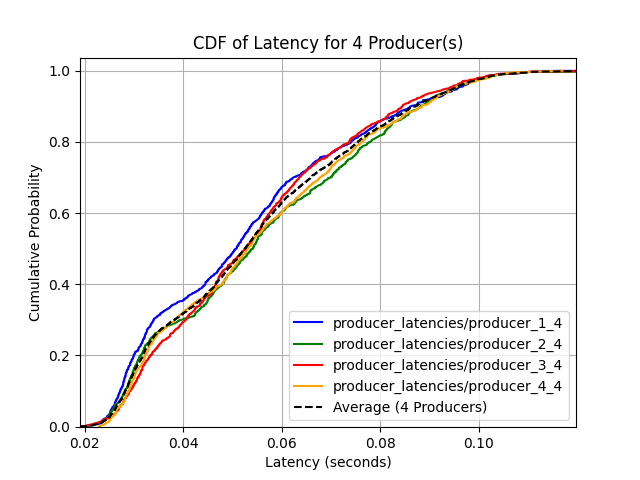 CDF of Latency for 4 Producer(s)
Cumulative Probability
1.0
0.8
0.6
0.4
0.2
0.0
0.02
0.04
0.06
0.08
0.10
Latency (seconds)
producer_latencies/producer_1_4
producer_latencies/producer_2_4
producer_latencies/producer_3_4
producer_latencies/producer_4_4
Average (4 Producers)